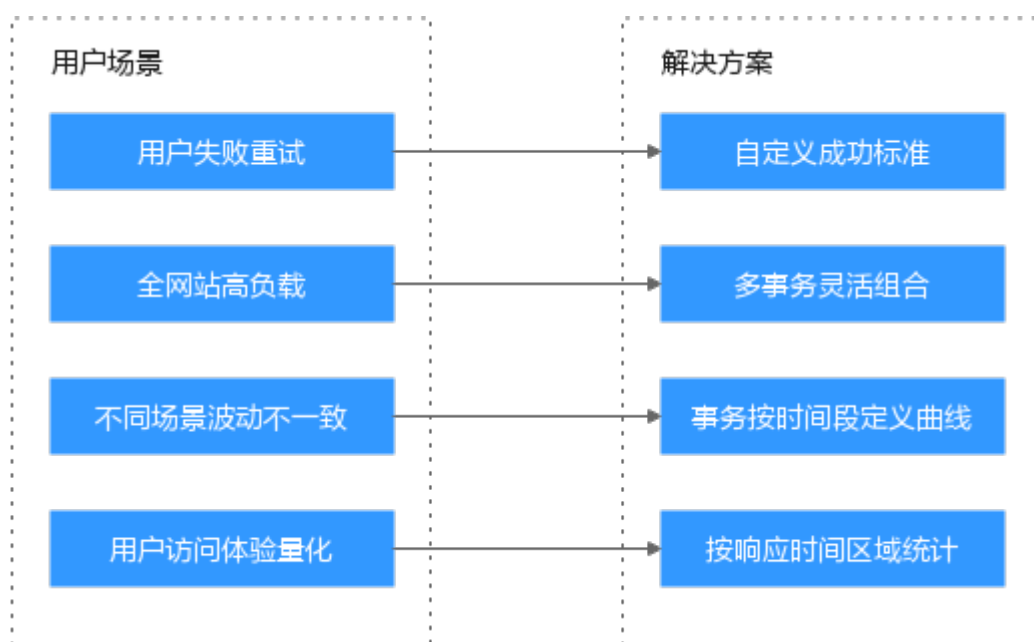 用户场景
解决方案
用户失败重试
自定义成功标准
全网站高负载
多事务灵活组合
不同场景波动不一致
事务按时间段定义曲线
用户访问体验量化
按响应时间区域统计